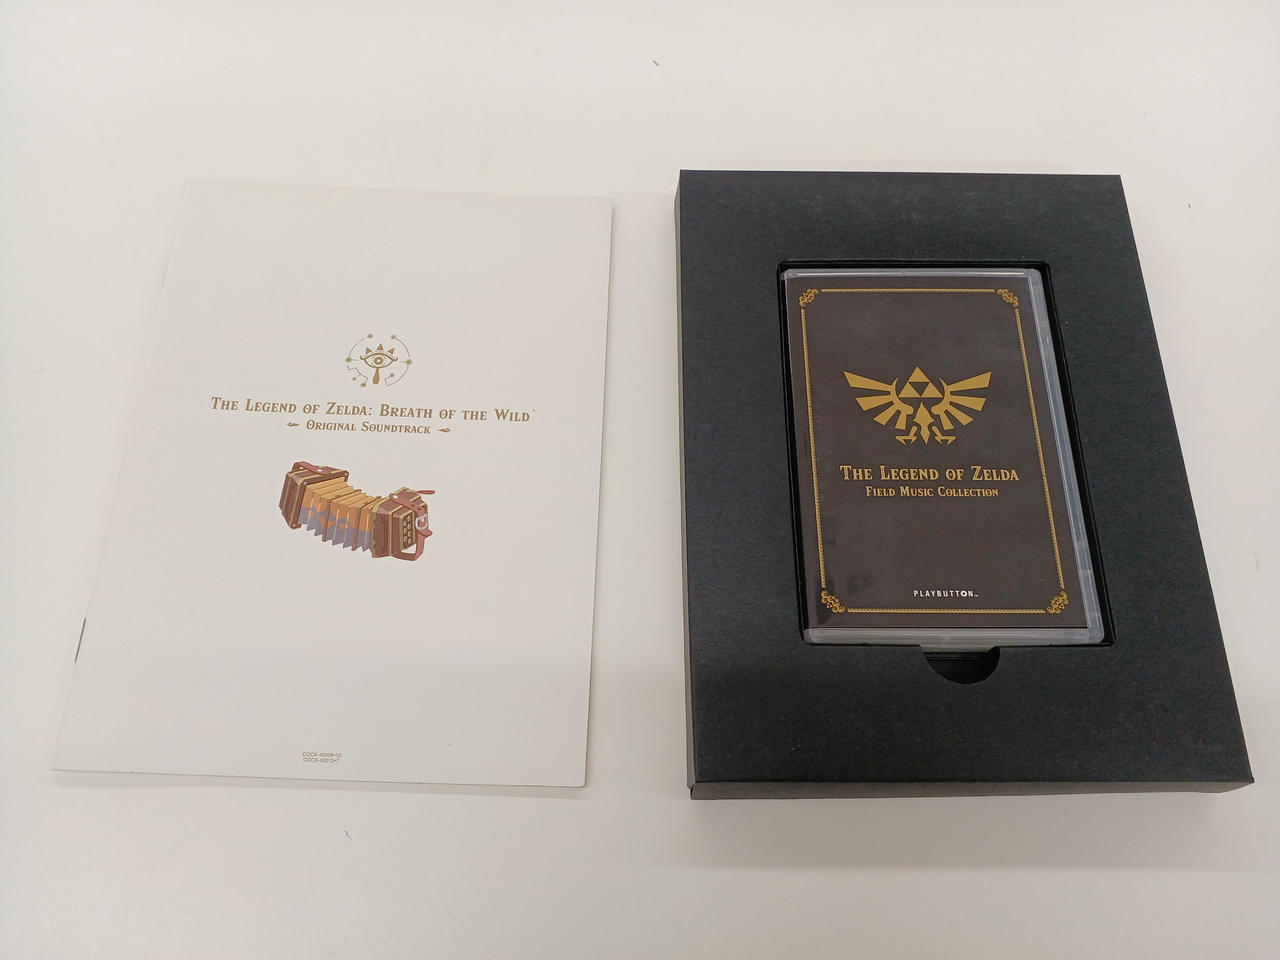 The Legend of Zelda: Breath of the Wild
Original Soundtrack
COCX-40308~12
COCX-40313~7
The Legend of Zelda
Field Music Collection
PLAYBUTTON™